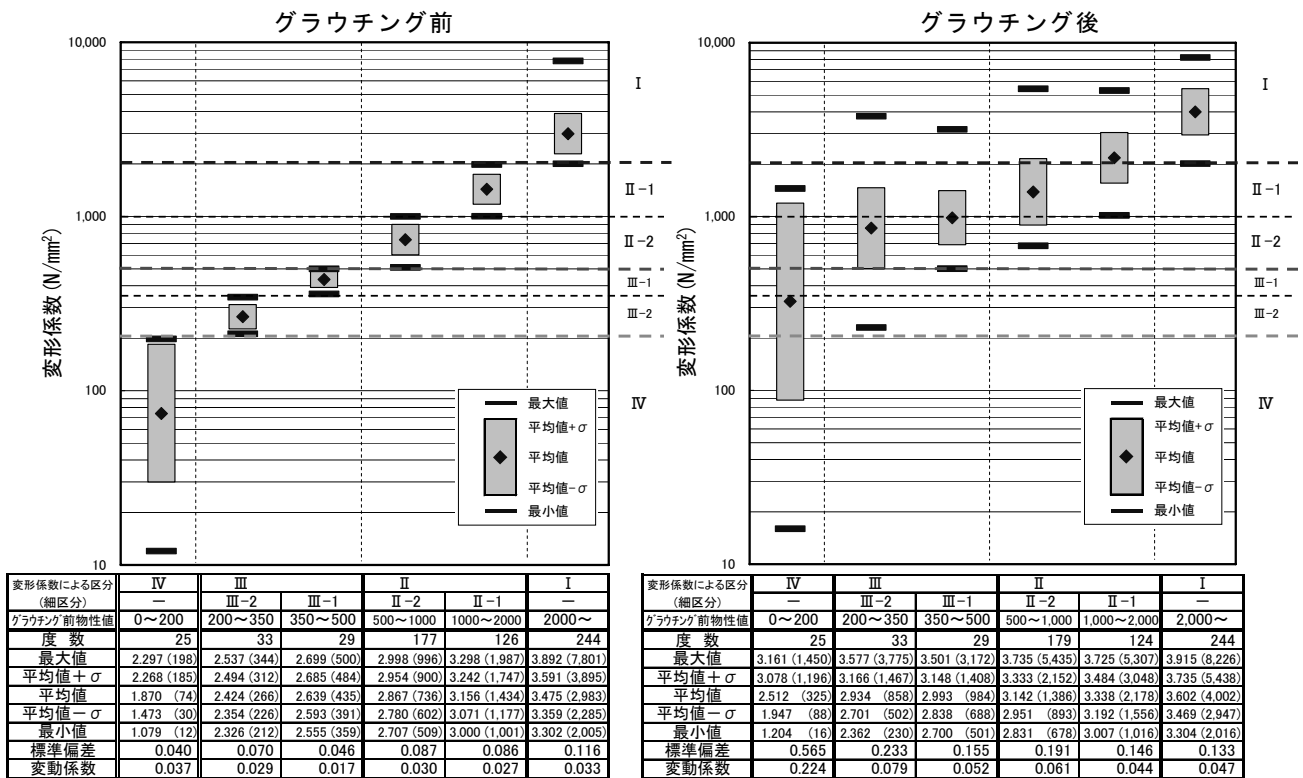 グラウチング前
変形係数(N/mm²)
10,000
1,000
100
10
Ⅰ
Ⅱ-1
Ⅱ-2
Ⅲ-1
Ⅲ-2
Ⅳ
最大値
平均値+σ
平均値
平均値-σ
最小値
変形係数による区分 Ⅳ Ⅲ Ⅱ Ⅰ
(細区分) ― Ⅲ-2 Ⅲ-1 Ⅱ-2 Ⅱ-1 ―
グラウチング前物性値 0～200 200～350 350～500 500～1000 1000～2000 2000～
度 数 25 33 29 177 126 244
最大値 2.297 (198) 2.537 (344) 2.699 (500) 2.998 (996) 3.298 (1,987) 3.892 (7,801)
平均値+σ 2.268 (185) 2.494 (312) 2.685 (484) 2.954 (900) 3.242 (1,747) 3.591 (3,895)
平均値 1.870 (74) 2.424 (266) 2.639 (435) 2.867 (736) 3.156 (1,434) 3.475 (2,983)
平均値-σ 1.473 (30) 2.354 (226) 2.593 (391) 2.780 (602) 3.071 (1,177) 3.359 (2,285)
最小値 1.079 (12) 2.326 (212) 2.555 (359) 2.707 (509) 3.000 (1,001) 3.302 (2,005)
標準偏差 0.040 0.070 0.046 0.087 0.086 0.116
変動係数 0.037 0.029 0.017 0.030 0.027 0.033
グラウチング後
変形係数(N/mm²)
10,000
1,000
100
10
Ⅰ
Ⅱ-1
Ⅱ-2
Ⅲ-1
Ⅲ-2
Ⅳ
最大値
平均値+σ
平均値
平均値-σ
最小値
変形係数による区分 Ⅳ Ⅲ Ⅱ Ⅰ
(細区分) ― Ⅲ-2 Ⅲ-1 Ⅱ-2 Ⅱ-1 ―
グラウチング前物性値 0～200 200～350 350～500 500～1,000 1,000～2,000 2,000～
度 数 25 33 29 179 124 244
最大値 3.161 (1,450) 3.577 (3,775) 3.501 (3,172) 3.735 (5,435) 3.725 (5,307) 3.915 (8,226)
平均値+σ 3.078 (1,196) 3.166 (1,467) 3.148 (1,408) 3.333 (2,152) 3.484 (3,048) 3.735 (5,438)
平均値 2.512 (325) 2.934 (858) 2.993 (984) 3.142 (1,386) 3.338 (2,178) 3.602 (4,002)
平均値-σ 1.947 (88) 2.701 (502) 2.838 (688) 2.951 (893) 3.192 (1,556) 3.469 (2,947)
最小値 1.204 (16) 2.362 (230) 2.700 (501) 2.831 (678) 3.007 (1,016) 3.304 (2,016)
標準偏差 0.565 0.233 0.155 0.191 0.146 0.133
変動係数 0.224 0.079 0.052 0.061 0.044 0.047